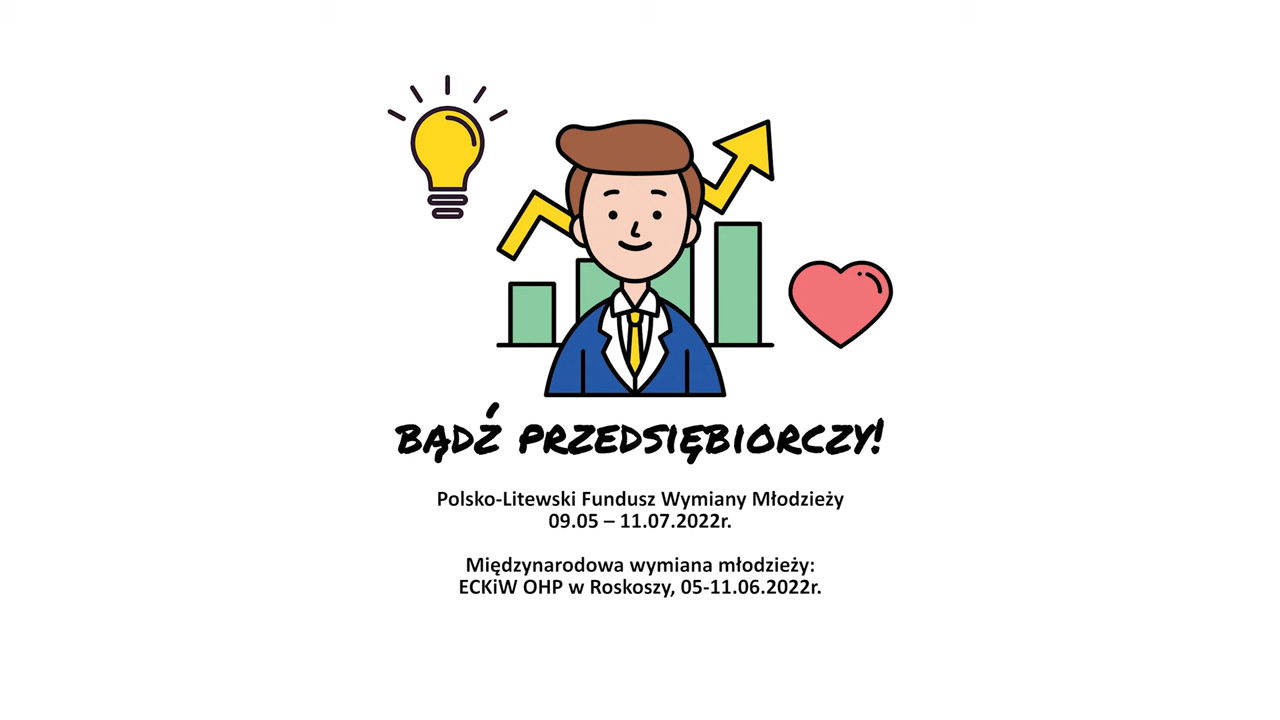 BĄDŹ PRZEDSIĘBIORCZY!
Polsko-Litewski Fundusz Wymiany Młodzieży
09.05 – 11.07.2022r.
Międzynarodowa wymiana młodzieży:
ECKiW OHP w Roskoszy, 05-11.06.2022r.